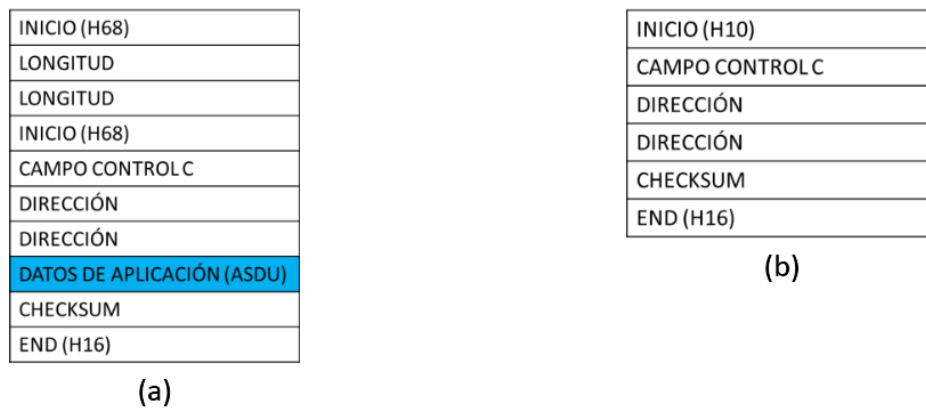 INICIO (H68)
LONGITUD
LONGITUD
INICIO (H68)
CAMPO CONTROL C
DIRECCIÓN
DIRECCIÓN
DATOS DE APLICACIÓN (ASDU)
CHECKSUM
END (H16)
(a)
INICIO (H10)
CAMPO CONTROL C
DIRECCIÓN
DIRECCIÓN
CHECKSUM
END (H16)
(b)